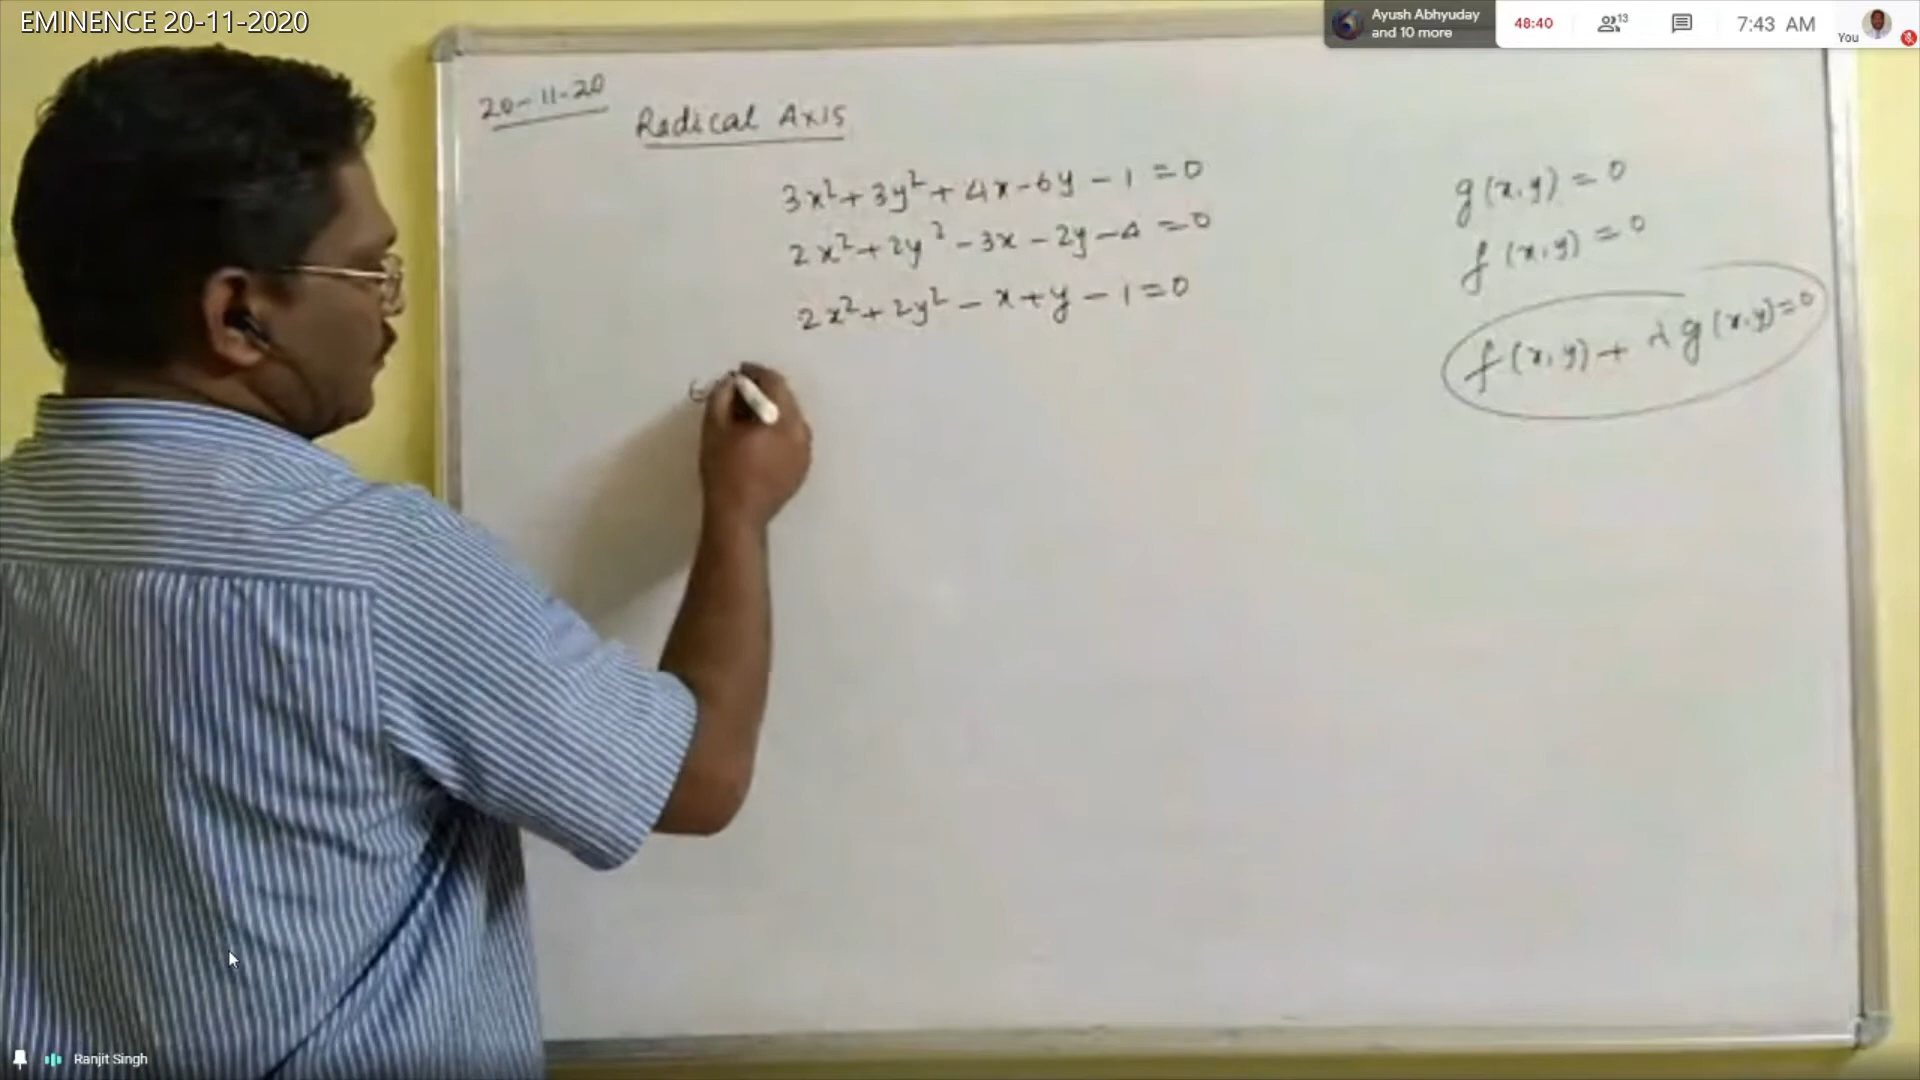 EMINENCE 20-11-2020
Ayush Abhyuday
and 10 more
48:40
13
7:43 AM
You
20-11-20
Radical Axis
3x²+3y²+4x-6y-1=0
2x²+2y²-3x-2y-4=0
2x²+2y²-x+y-1=0
6
g(x,y)=0
f(x,y)=0
f(x,y)+λg(x,y)=0
Ranjit Singh